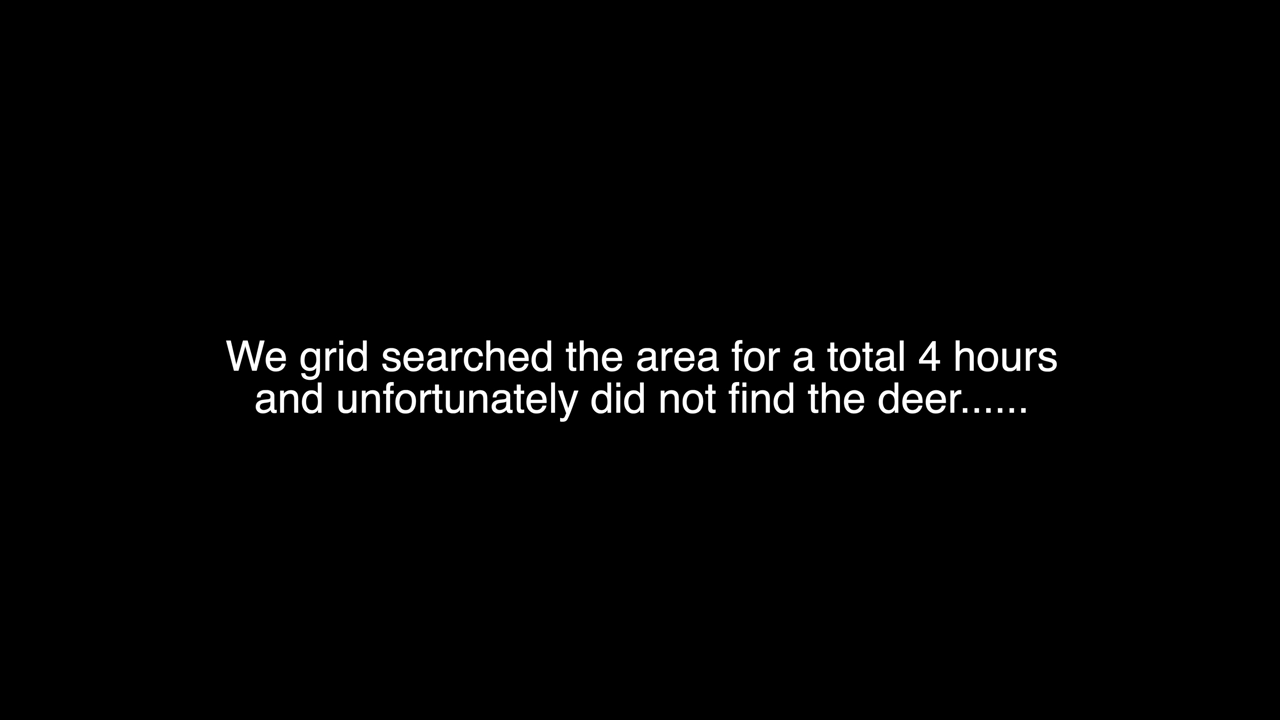 We grid searched the area for a total 4 hours
and unfortunately did not find the deer......